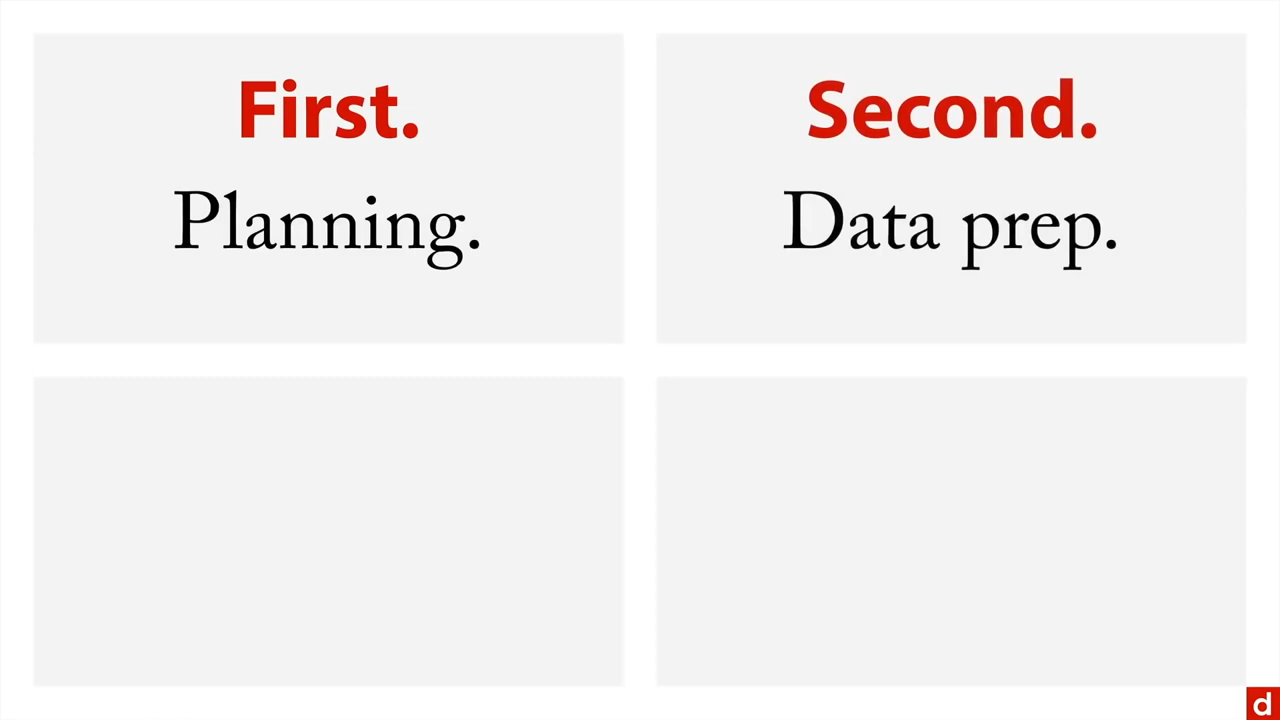 First.
Planning.
Second.
Data prep.
d